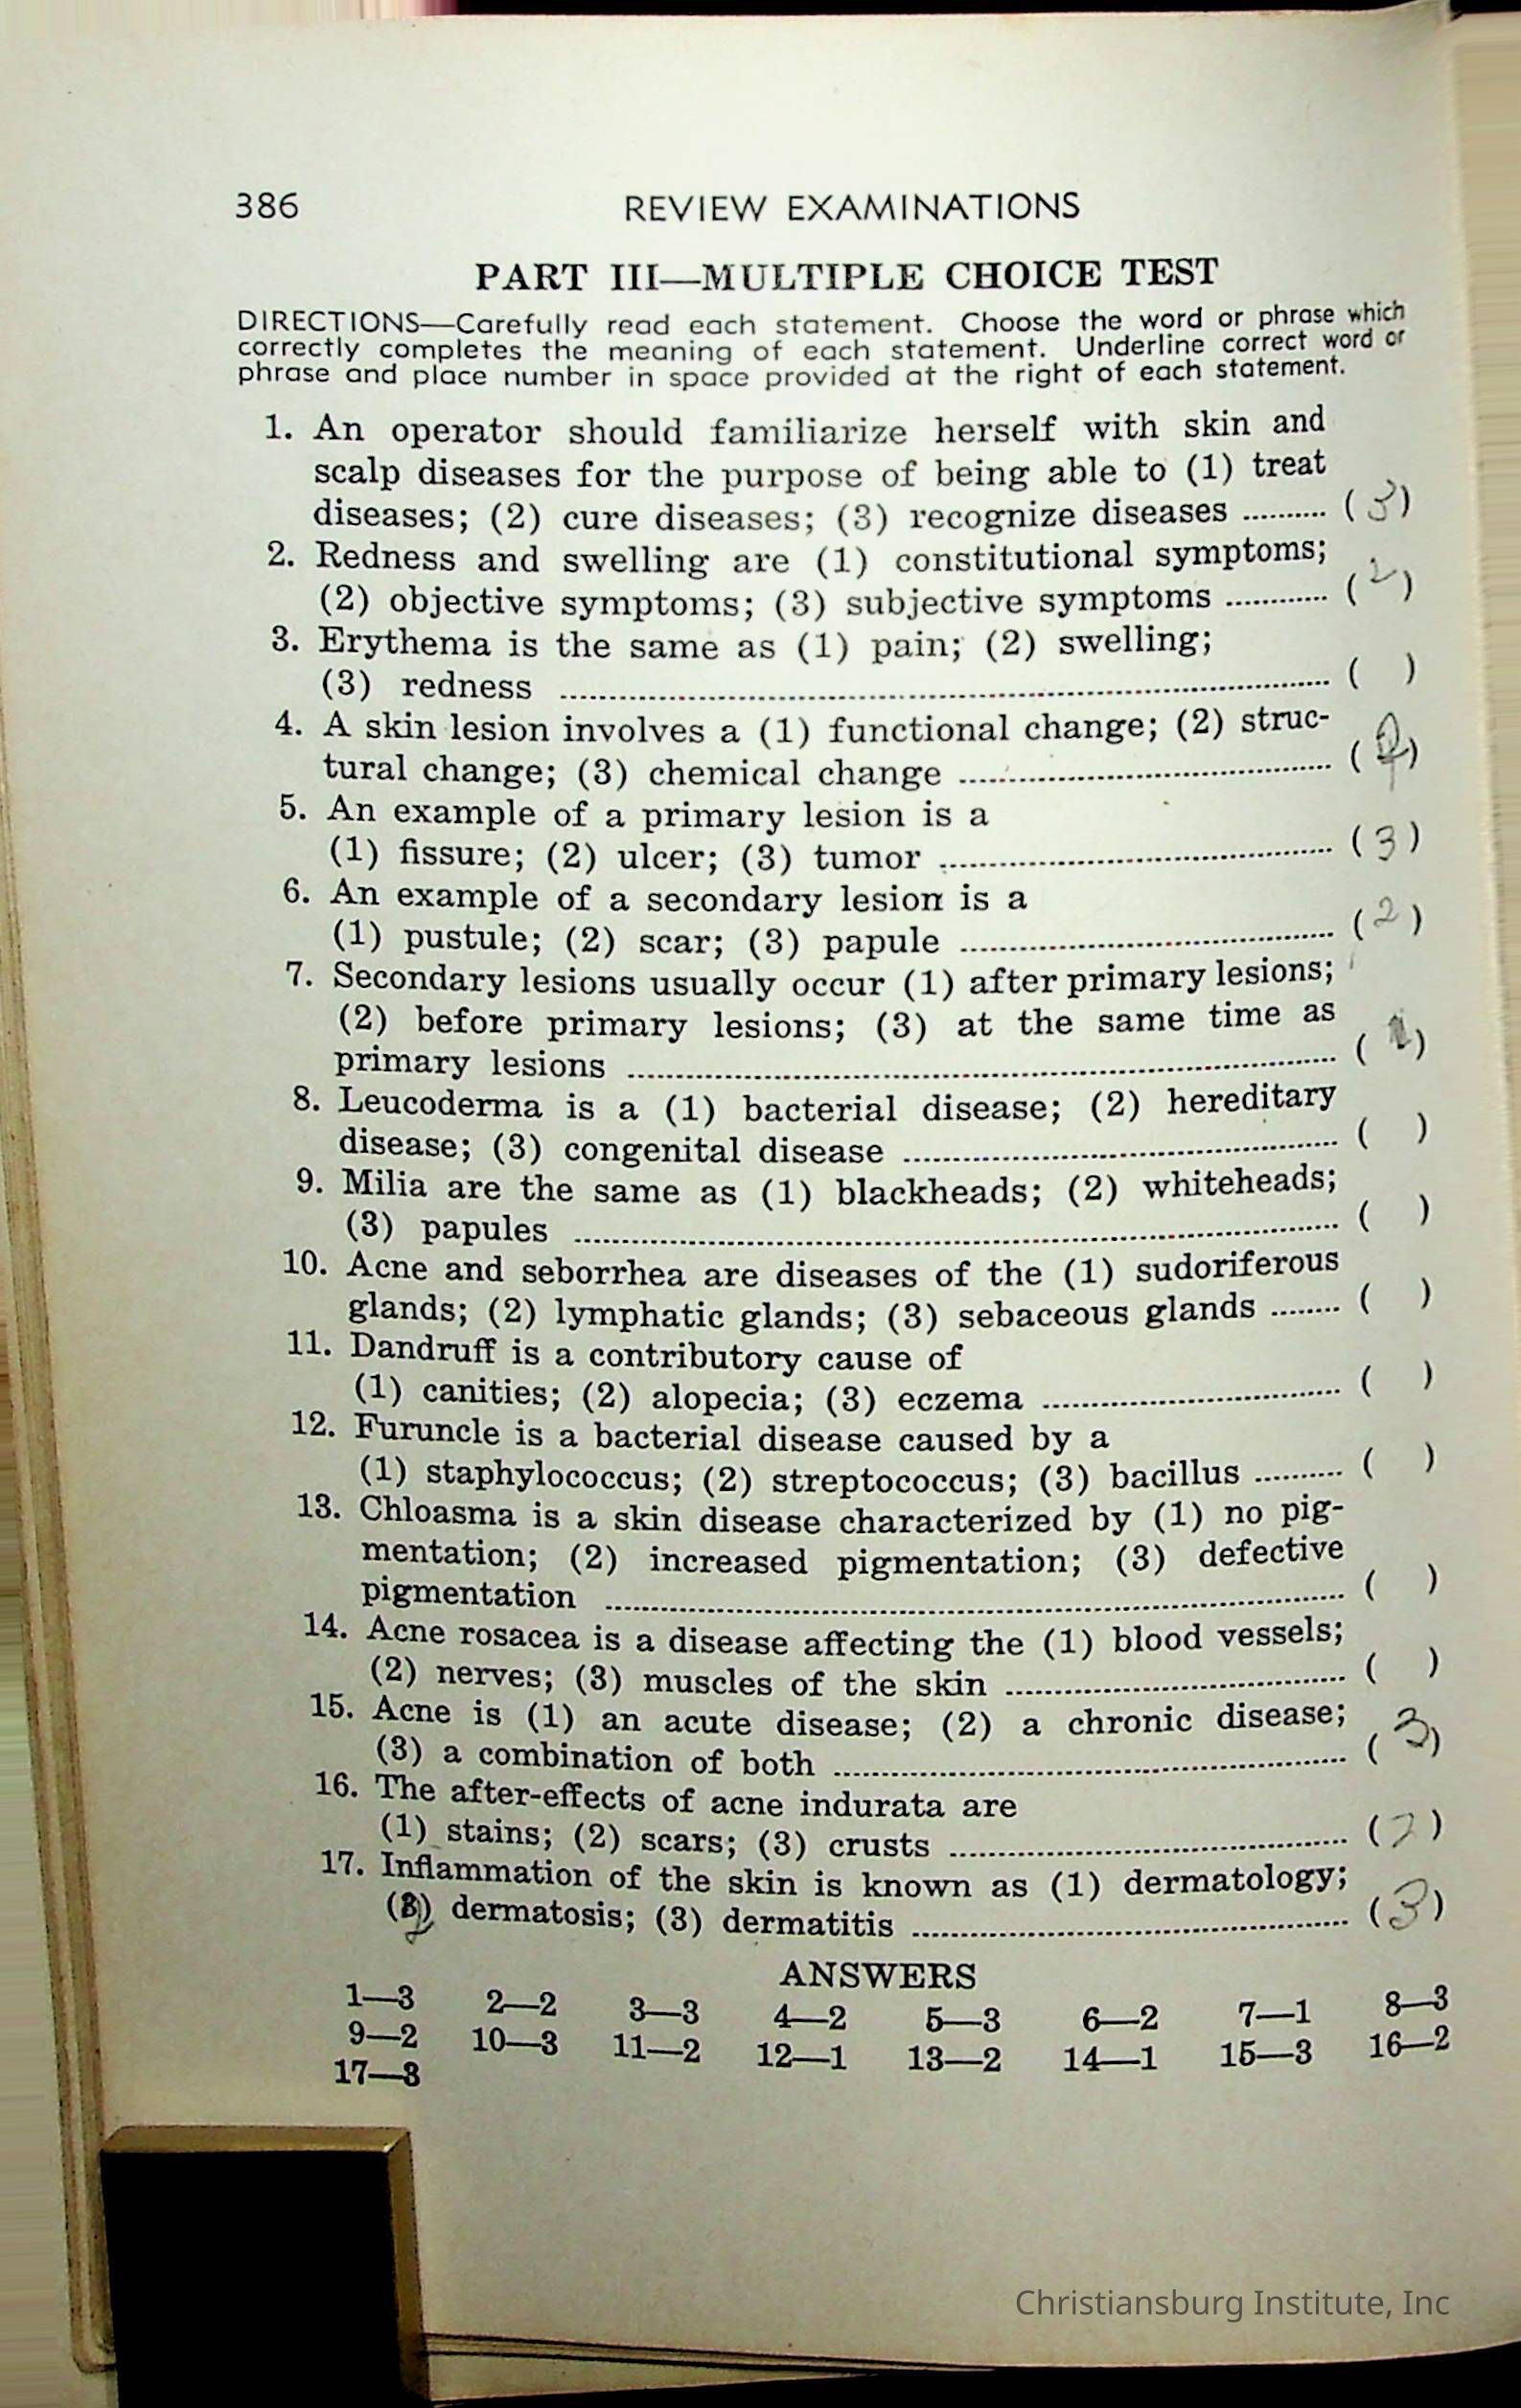 386 REVIEW EXAMINATIONS
PART III—MULTIPLE CHOICE TEST
DIRECTIONS—Carefully read each statement. Choose the word or phrase which
correctly completes the meaning of each statement. Underline correct word or
phrase and place number in space provided at the right of each statement.
1. An operator should familiarize herself with skin and
scalp diseases for the purpose of being able to (1) treat
diseases; (2) cure diseases; (3) recognize diseases .......... (3)
2. Redness and swelling are (1) constitutional symptoms;
(2) objective symptoms; (3) subjective symptoms ............ (2)
3. Erythema is the same as (1) pain; (2) swelling;
(3) redness ............ ( )
4. A skin lesion involves a (1) functional change; (2) struc-
tural change; (3) chemical change ............ ( )
5. An example of a primary lesion is a
(1) fissure; (2) ulcer; (3) tumor ............ (3)
6. An example of a secondary lesion is a
(1) pustule; (2) scar; (3) papule ............ (2)
7. Secondary lesions usually occur (1) after primary lesions;
(2) before primary lesions; (3) at the same time as
primary lesions ............ (1)
8. Leucoderma is a (1) bacterial disease; (2) hereditary
disease; (3) congenital disease ............ ( )
9. Milia are the same as (1) blackheads; (2) whiteheads;
(3) papules ............ ( )
10. Acne and seborrhea are diseases of the (1) sudoriferous
glands; (2) lymphatic glands; (3) sebaceous glands ........ ( )
11. Dandruff is a contributory cause of
(1) canities; (2) alopecia; (3) eczema ............ ( )
12. Furuncle is a bacterial disease caused by a
(1) staphylococcus; (2) streptococcus; (3) bacillus .......... ( )
13. Chloasma is a skin disease characterized by (1) no pig-
mentation; (2) increased pigmentation; (3) defective
pigmentation ............ ( )
14. Acne rosacea is a disease affecting the (1) blood vessels;
(2) nerves; (3) muscles of the skin ............ ( )
15. Acne is (1) an acute disease; (2) a chronic disease;
(3) a combination of both ............ (3)
16. The after-effects of acne indurata are
(1) stains; (2) scars; (3) crusts ............ (2)
17. Inflammation of the skin is known as (1) dermatology;
(2) dermatosis; (3) dermatitis ............ (3)
ANSWERS
1—3 2—2 3—3 4—2 5—3 6—2 7—1 8—3
9—2 10—3 11—2 12—1 13—2 14—1 15—3 16—2
17—3
Christiansburg Institute, Inc